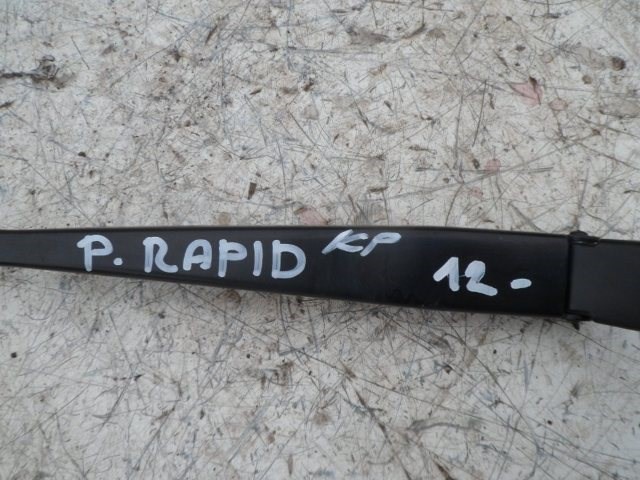 P. RAPID KP 12-